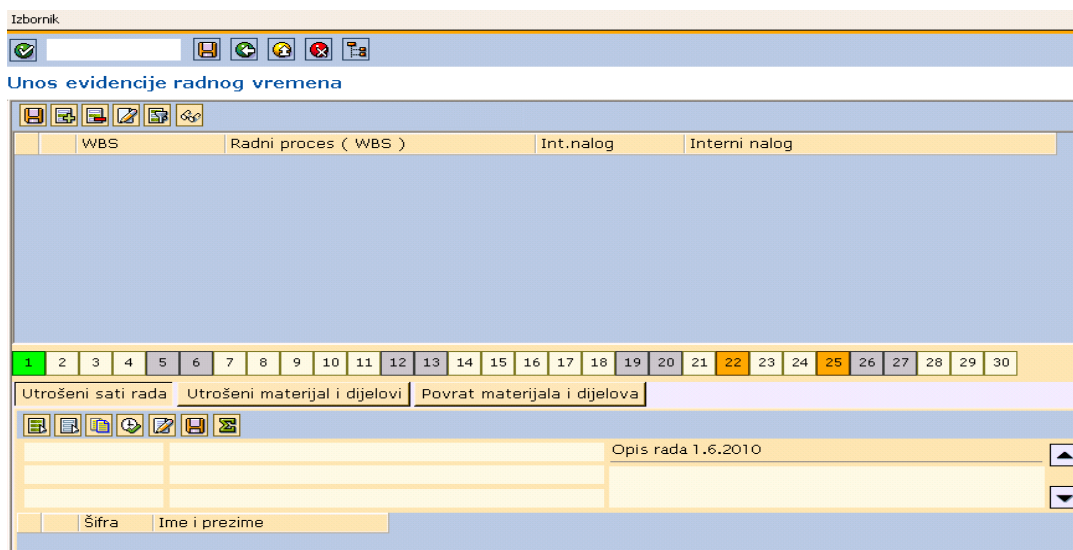 Izbornik
Unos evidencije radnog vremena
WBS Radni proces ( WBS ) Int.nalog Interni nalog
1 2 3 4 5 6 7 8 9 10 11 12 13 14 15 16 17 18 19 20 21 22 23 24 25 26 27 28 29 30
Utrošeni sati rada Utrošeni materijal i dijelovi Povrat materijala i dijelova
Opis rada 1.6.2010
Šifra Ime i prezime